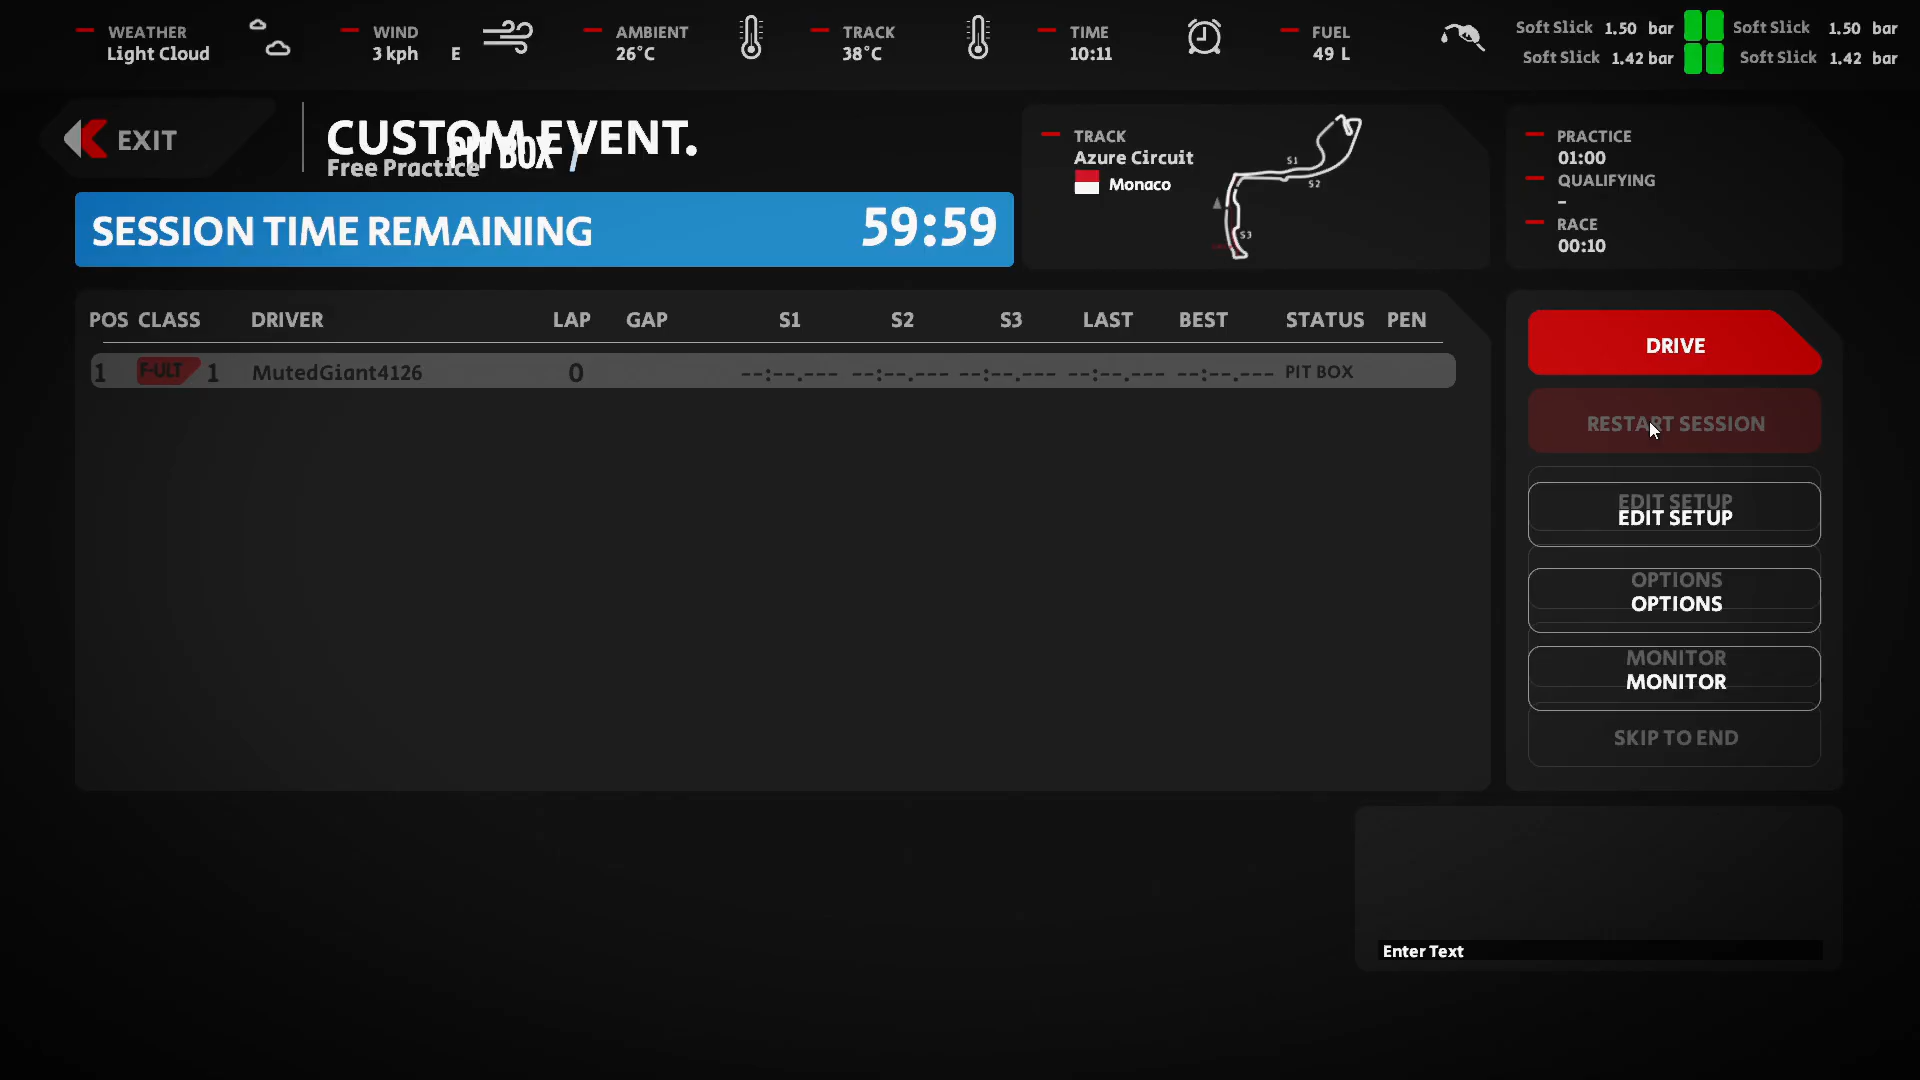 WEATHER
Light Cloud
WIND
3 kph E
AMBIENT
26°C
TRACK
38°C
TIME
10:11
FUEL
49 L
Soft Slick 1.50 bar Soft Slick 1.50 bar
Soft Slick 1.42 bar Soft Slick 1.42 bar
EXIT
CUSTOM EVENT.
PIT BOX /
Free Practice
SESSION TIME REMAINING 59:59
TRACK
Azure Circuit
Monaco
S1
S2
S3
PRACTICE
01:00
QUALIFYING
–
RACE
00:10
POS CLASS DRIVER LAP GAP S1 S2 S3 LAST BEST STATUS PEN
1 F-ULT 1 MutedGiant4126 0 --:--.--- --:--.--- --:--.--- --:--.--- --:--.--- PIT BOX
DRIVE
RESTART SESSION
EDIT SETUP
EDIT SETUP
OPTIONS
OPTIONS
MONITOR
MONITOR
SKIP TO END
Enter Text